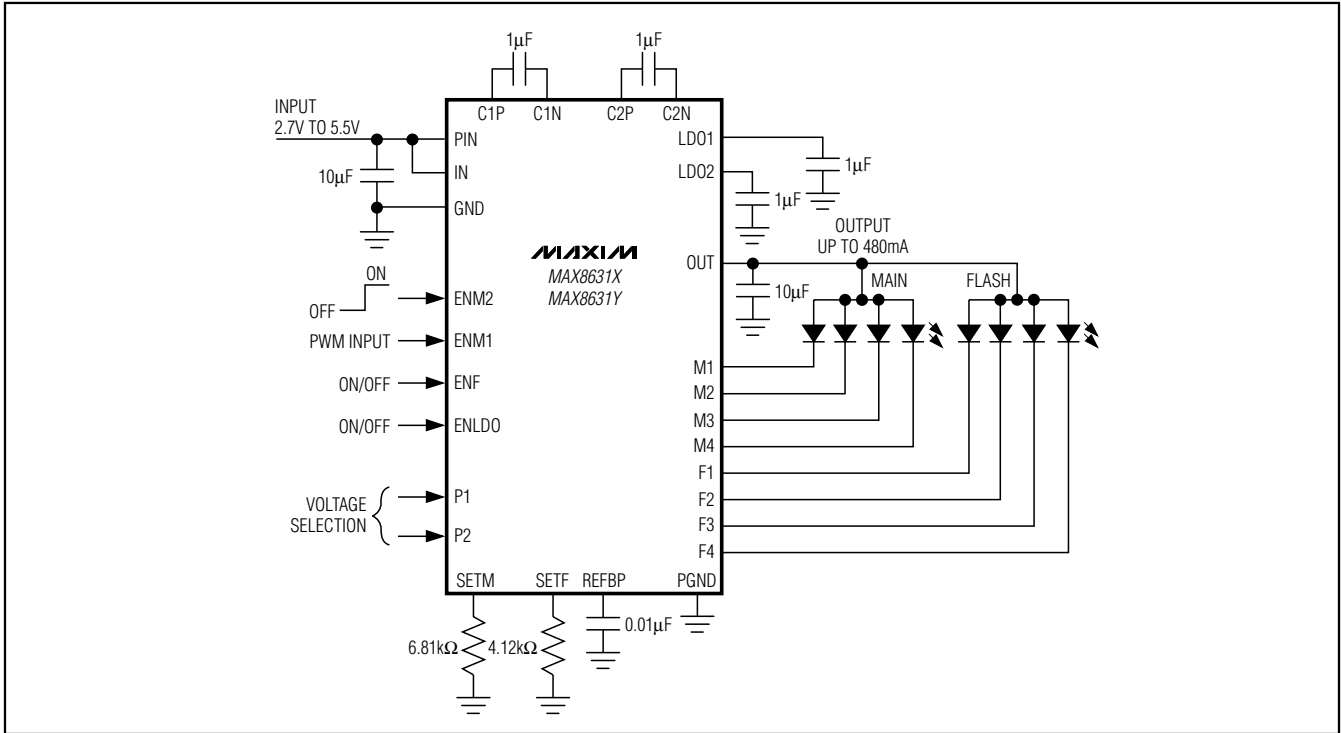 1µF
1µF
C1P
C1N
C2P
C2N
INPUT
2.7V TO 5.5V
PIN
IN
10µF
GND
LDO1
1µF
LDO2
1µF
MAXIM
MAX8631X
MAX8631Y
OUTPUT
UP TO 480mA
OUT
10µF
MAIN
FLASH
ON
OFF
ENM2
PWM INPUT
ENM1
ON/OFF
ENF
ON/OFF
ENLDO
VOLTAGE
SELECTION
P1
P2
M1
M2
M3
M4
F1
F2
F3
F4
SETM
SETF
REFBP
PGND
6.81kΩ
4.12kΩ
0.01µF